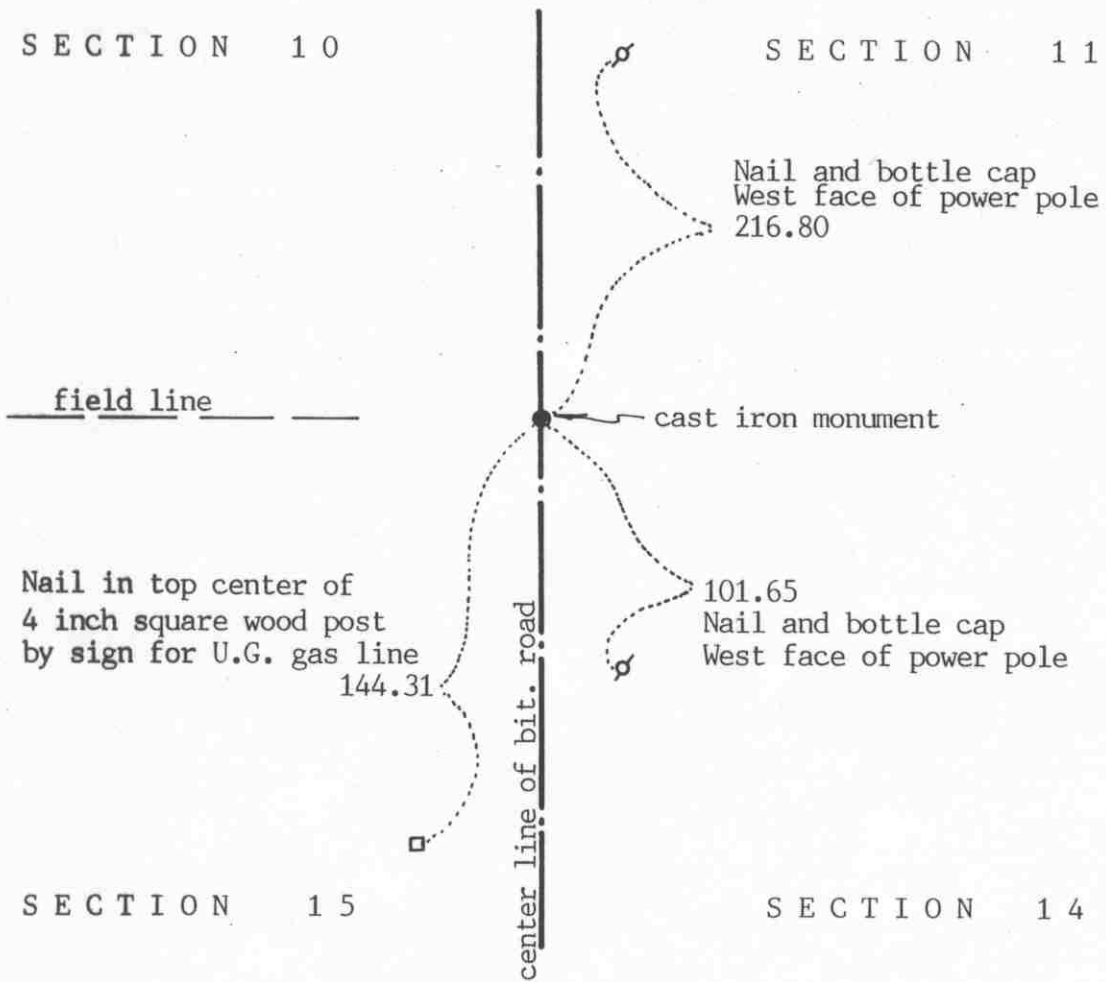 SECTION 10
SECTION 11
Nail and bottle cap
West face of power pole
216.80
field line
cast iron monument
Nail in top center of
4 inch square wood post
by sign for U.G. gas line
144.31
101.65
Nail and bottle cap
West face of power pole
center line of bit. road
SECTION 15
SECTION 14